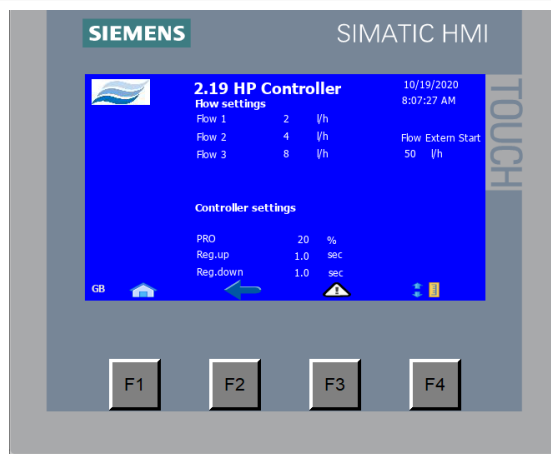 SIEMENS SIMATIC HMI
TOUCH
2.19 HP Controller 10/19/2020
Flow settings 8:07:27 AM
Flow 1 2 l/h
Flow 2 4 l/h Flow Extern Start
Flow 3 8 l/h 50 l/h
Controller settings
PRO 20 %
Reg.up 1.0 sec
Reg.down 1.0 sec
GB
F1 F2 F3 F4